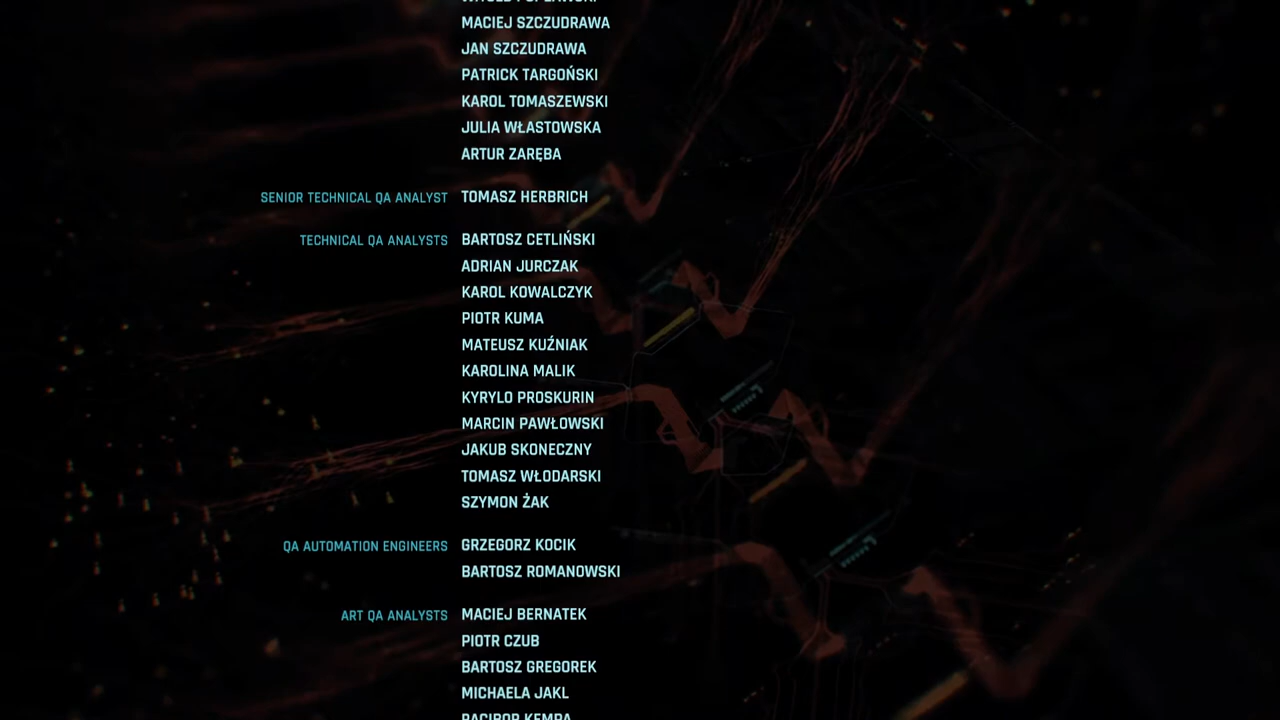 MACIEJ SZCZUDRAWA
JAN SZCZUDRAWA
PATRICK TARGOŃSKI
KAROL TOMASZEWSKI
JULIA WŁASTOWSKA
ARTUR ZARĘBA
SENIOR TECHNICAL QA ANALYST TOMASZ HERBRICH
TECHNICAL QA ANALYSTS BARTOSZ CETLIŃSKI
ADRIAN JURCZAK
KAROL KOWALCZYK
PIOTR KUMA
MATEUSZ KUŹNIAK
KAROLINA MALIK
KYRYLO PROSKURIN
MARCIN PAWŁOWSKI
JAKUB SKONECZNY
TOMASZ WŁODARSKI
SZYMON ŻAK
QA AUTOMATION ENGINEERS GRZEGORZ KOCIK
BARTOSZ ROMANOWSKI
ART QA ANALYSTS MACIEJ BERNATEK
PIOTR CZUB
BARTOSZ GREGOREK
MICHAELA JAKL
RACIBOR KEMPA